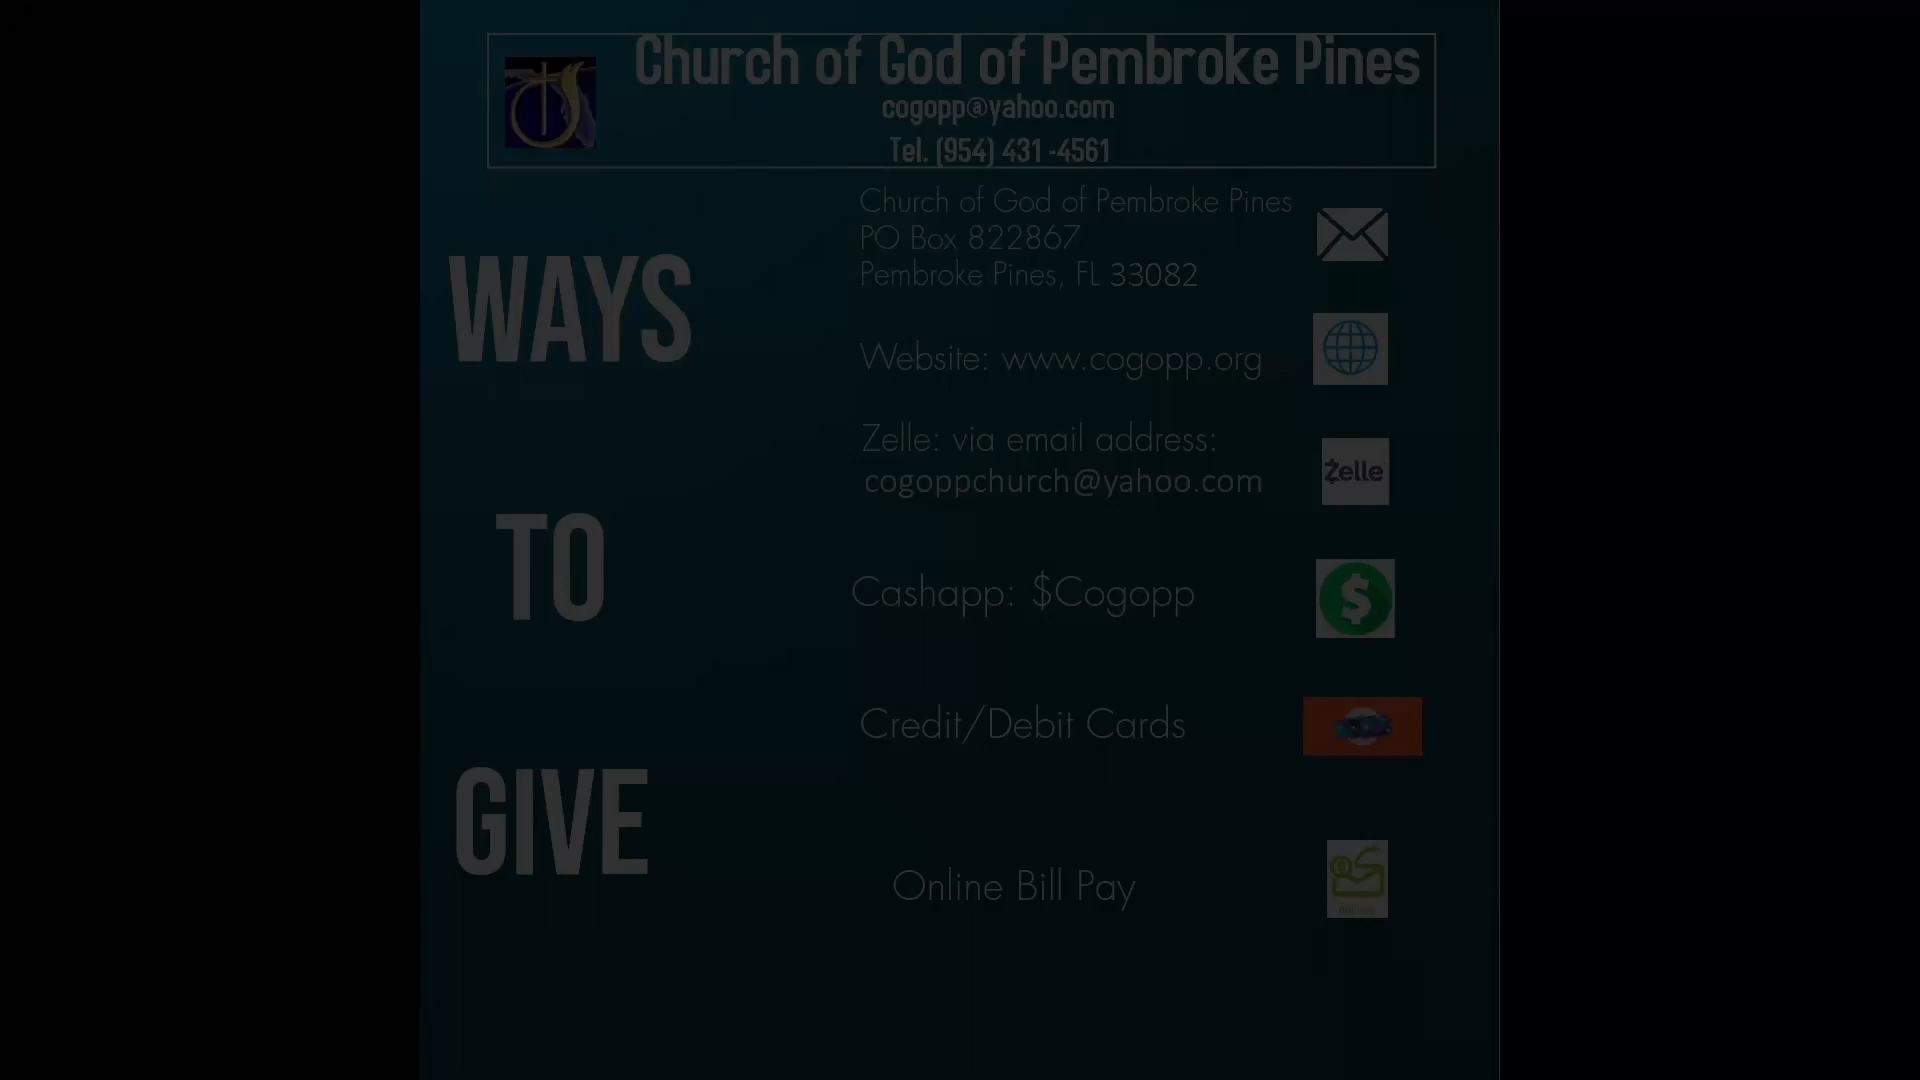 Church of God of Pembroke Pines
cogopp@yahoo.com
Tel. (954) 431 -4561
WAYS
TO
GIVE
Church of God of Pembroke Pines
PO Box 822867
Pembroke Pines, FL 33082
Website: www.cogopp.org
Zelle: via email address:
cogoppchurch@yahoo.com
Zelle
Cashapp: $Cogopp
$
Credit/Debit Cards
Online Bill Pay